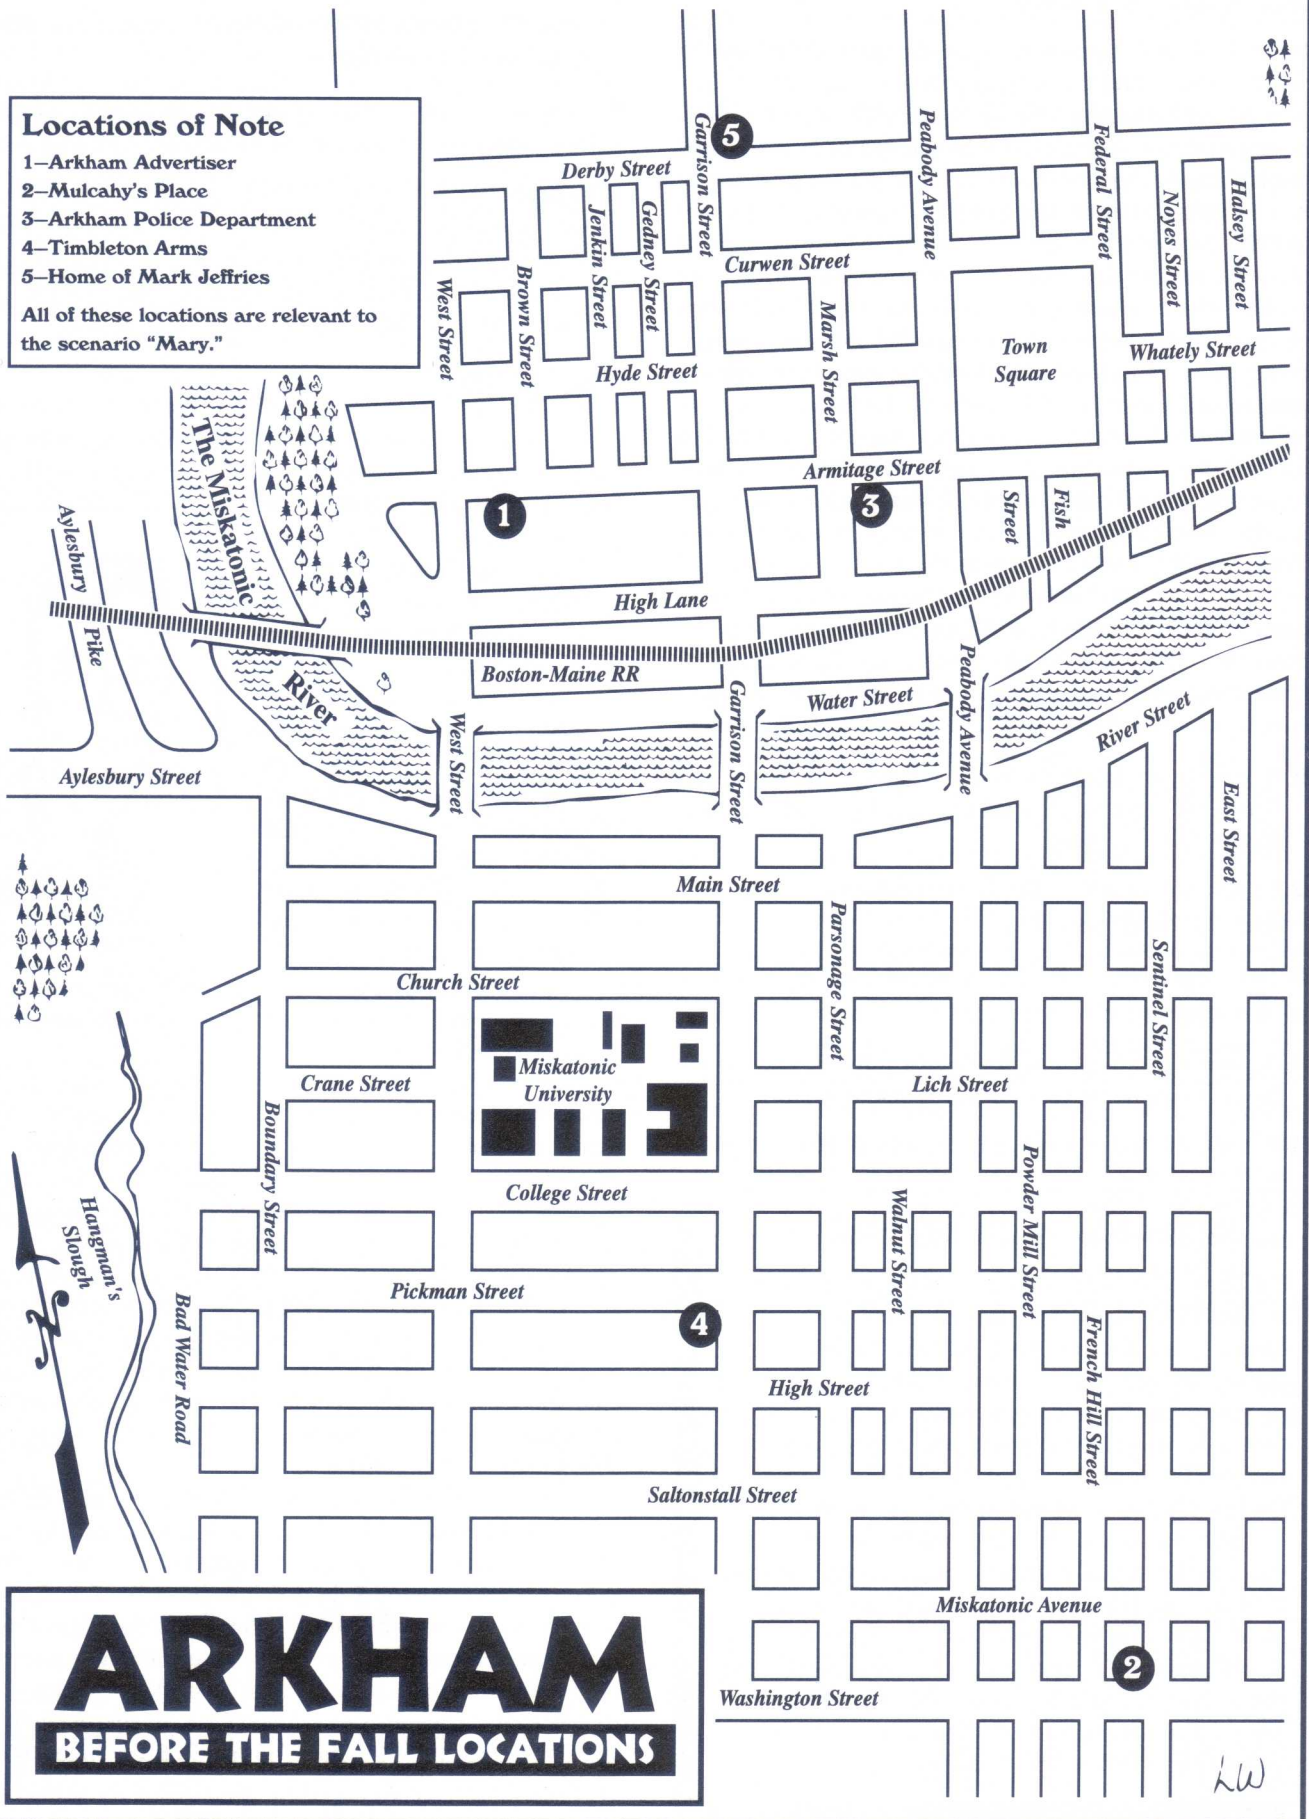 Locations of Note
1—Arkham Advertiser
2—Mulcahy's Place
3—Arkham Police Department
4—Timbleton Arms
5—Home of Mark Jeffries
All of these locations are relevant to
the scenario "Mary."
5
Garrison Street
Peabody Avenue
Federal Street
Derby Street
Jenkin Street
Gedney Street
Noyes Street
Halsey Street
Curwen Street
West Street
Brown Street
Marsh Street
Town
Square
Whately Street
Hyde Street
The Miskatonic
River
Armitage Street
1
3
Street
Fish
Aylesbury
Pike
High Lane
Boston-Maine RR
Water Street
Peabody Avenue
River Street
West Street
Garrison Street
Aylesbury Street
East Street
Main Street
Parsonage Street
Sentinel Street
Church Street
Miskatonic
University
Crane Street
Lich Street
Boundary Street
Powder Mill Street
College Street
Walnut Street
Hangman's
Slough
N
Pickman Street
4
Bad Water Road
French Hill Street
High Street
Saltonstall Street
Miskatonic Avenue
2
Washington Street
ARKHAM
BEFORE THE FALL LOCATIONS
LW